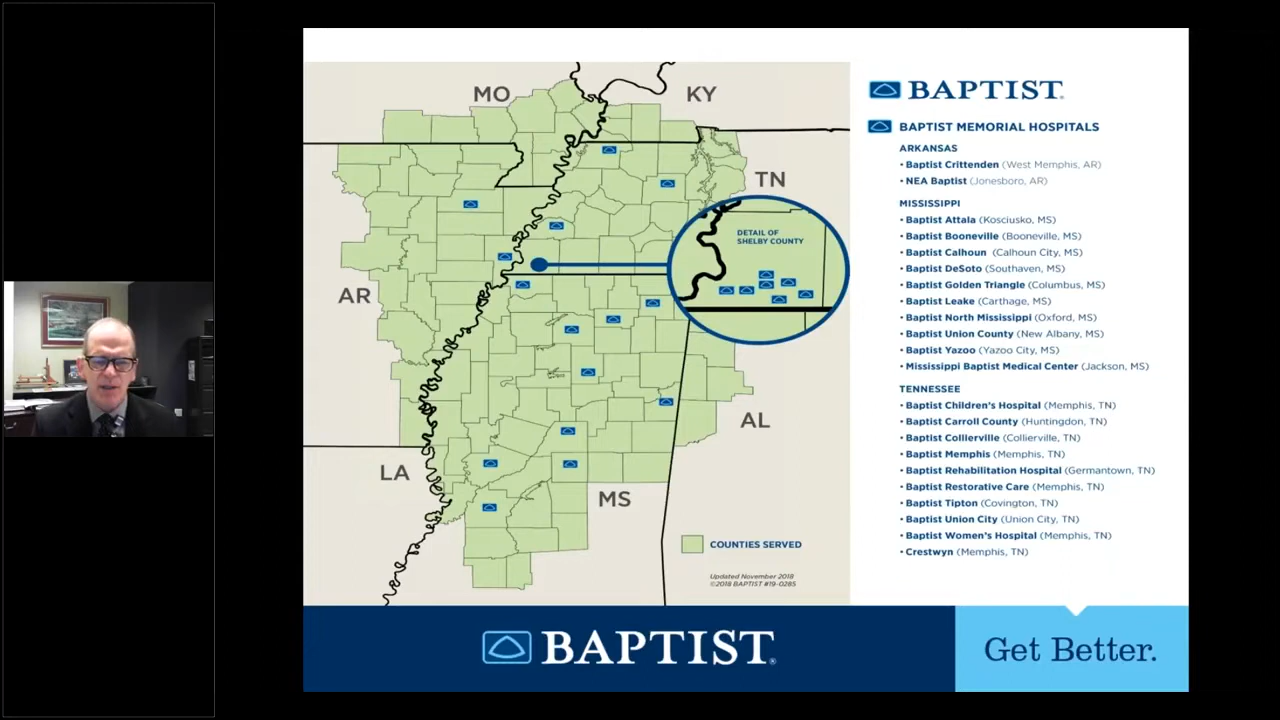 MO
KY
TN
AR
AL
LA
MS
DETAIL OF
SHELBY COUNTY
COUNTIES SERVED
Updated November 2018
©2018 BAPTIST #19-0285
BAPTIST
BAPTIST MEMORIAL HOSPITALS
ARKANSAS
• Baptist Crittenden (West Memphis, AR)
• NEA Baptist (Jonesboro, AR)
MISSISSIPPI
• Baptist Attala (Kosciusko, MS)
• Baptist Booneville (Booneville, MS)
• Baptist Calhoun (Calhoun City, MS)
• Baptist DeSoto (Southaven, MS)
• Baptist Golden Triangle (Columbus, MS)
• Baptist Leake (Carthage, MS)
• Baptist North Mississippi (Oxford, MS)
• Baptist Union County (New Albany, MS)
• Baptist Yazoo (Yazoo City, MS)
• Mississippi Baptist Medical Center (Jackson, MS)
TENNESSEE
• Baptist Children's Hospital (Memphis, TN)
• Baptist Carroll County (Huntingdon, TN)
• Baptist Collierville (Collierville, TN)
• Baptist Memphis (Memphis, TN)
• Baptist Rehabilitation Hospital (Germantown, TN)
• Baptist Restorative Care (Memphis, TN)
• Baptist Tipton (Covington, TN)
• Baptist Union City (Union City, TN)
• Baptist Women's Hospital (Memphis, TN)
• Crestwyn (Memphis, TN)
BAPTIST®
Get Better.